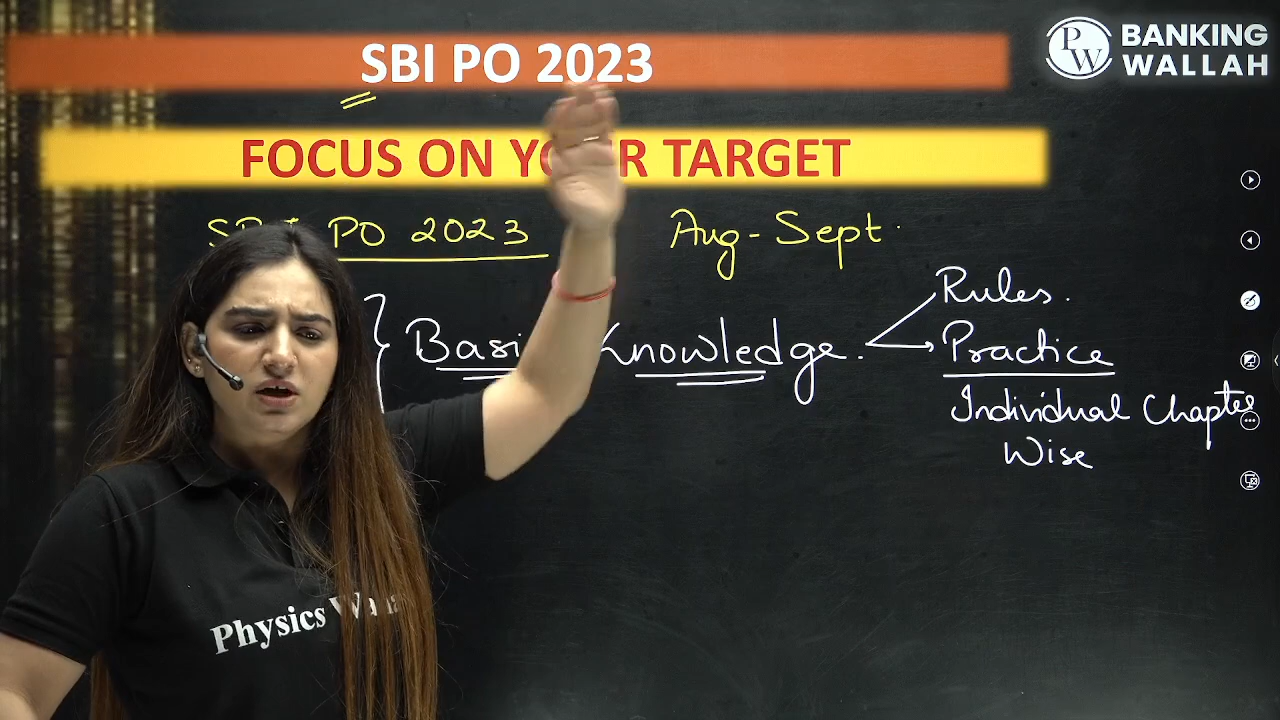 SBI PO 2023
PW BANKING WALLAH
FOCUS ON TARGET
PO 2023 Aug - Sept.
Rules.
Knowledge.
Practice
Individual Chapter
Wise
Physics